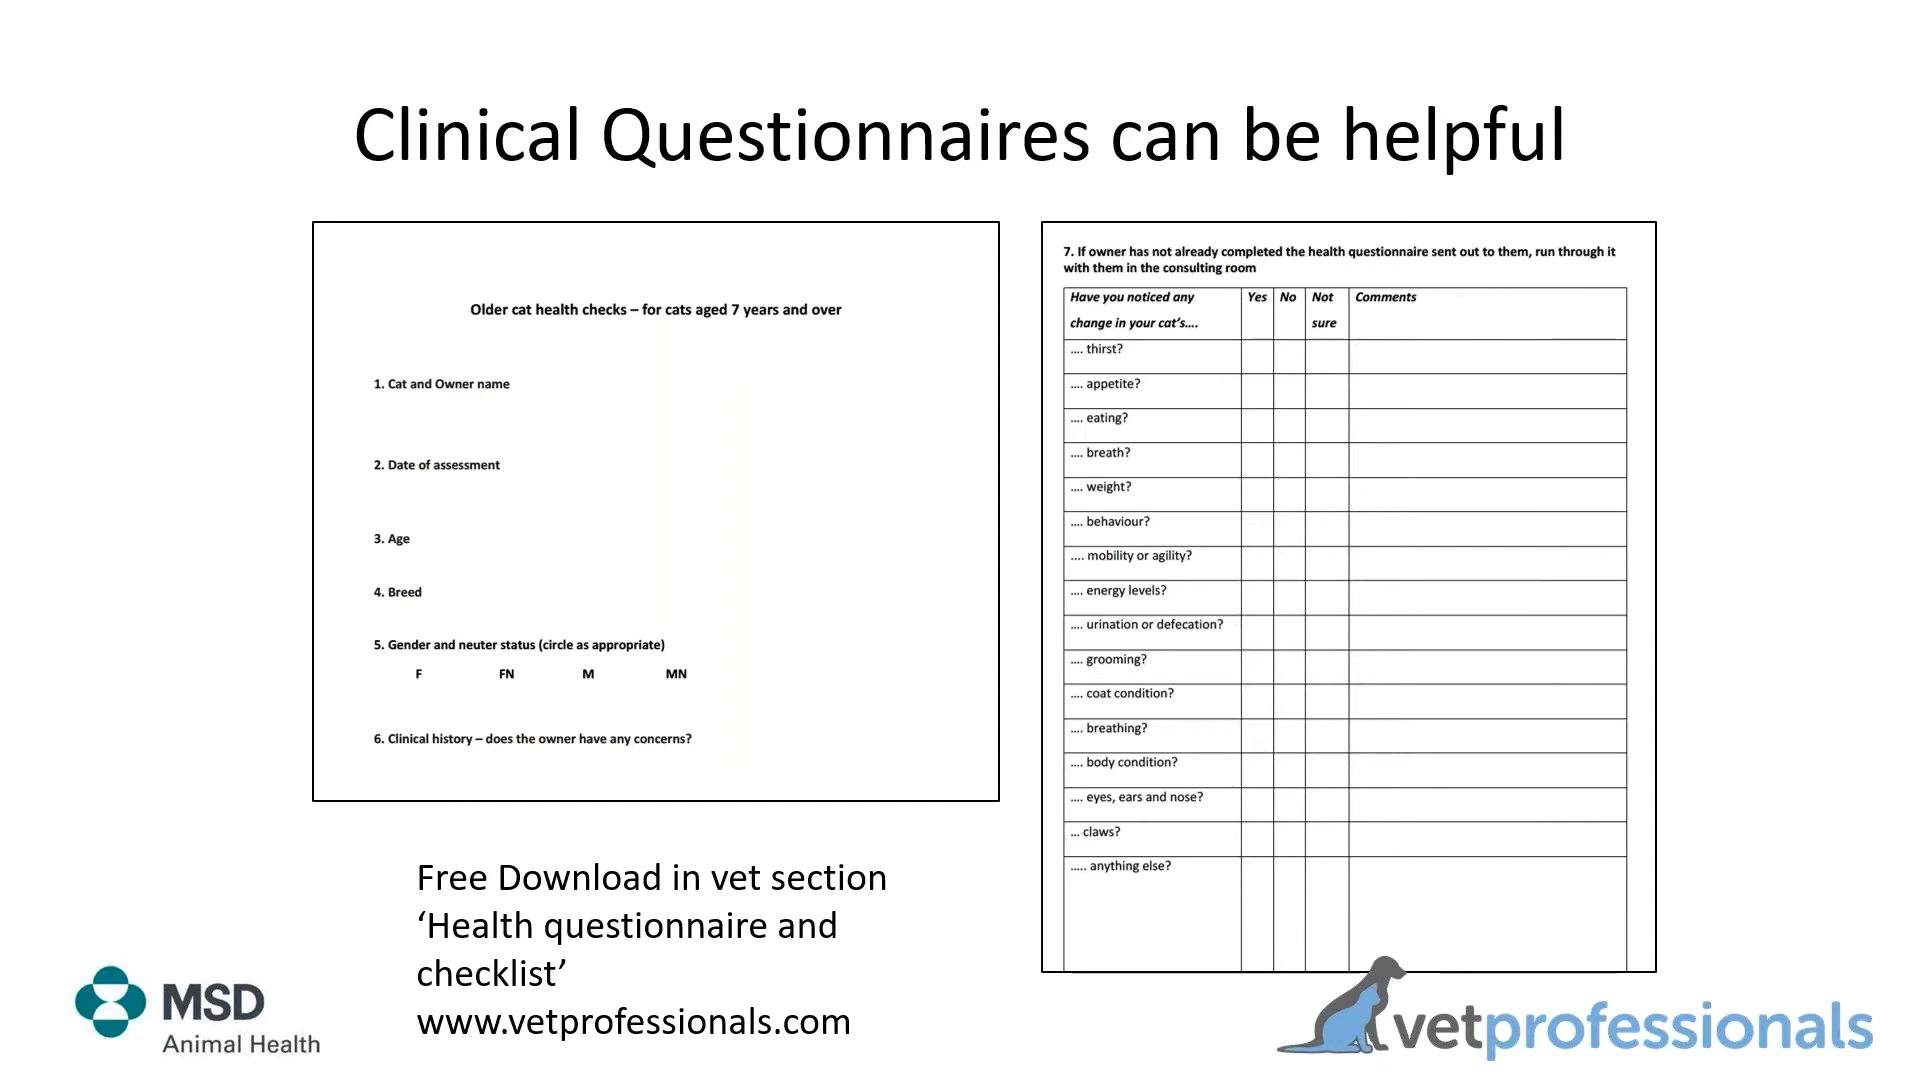 Clinical Questionnaires can be helpful
Older cat health checks – for cats aged 7 years and over
1. Cat and Owner name
2. Date of assessment
3. Age
4. Breed
5. Gender and neuter status (circle as appropriate)
F FN M MN
6. Clinical history – does the owner have any concerns?
7. If owner has not already completed the health questionnaire sent out to them, run through it
with them in the consulting room
Have you noticed any Yes No Not Comments
change in your cat’s.... sure
.... thirst?
.... appetite?
.... eating?
.... breath?
.... weight?
.... behaviour?
.... mobility or agility?
.... energy levels?
.... urination or defecation?
.... grooming?
.... coat condition?
.... breathing?
.... body condition?
.... eyes, ears and nose?
... claws?
..... anything else?
Free Download in vet section
‘Health questionnaire and
checklist’
www.vetprofessionals.com
MSD
Animal Health
vetprofessionals